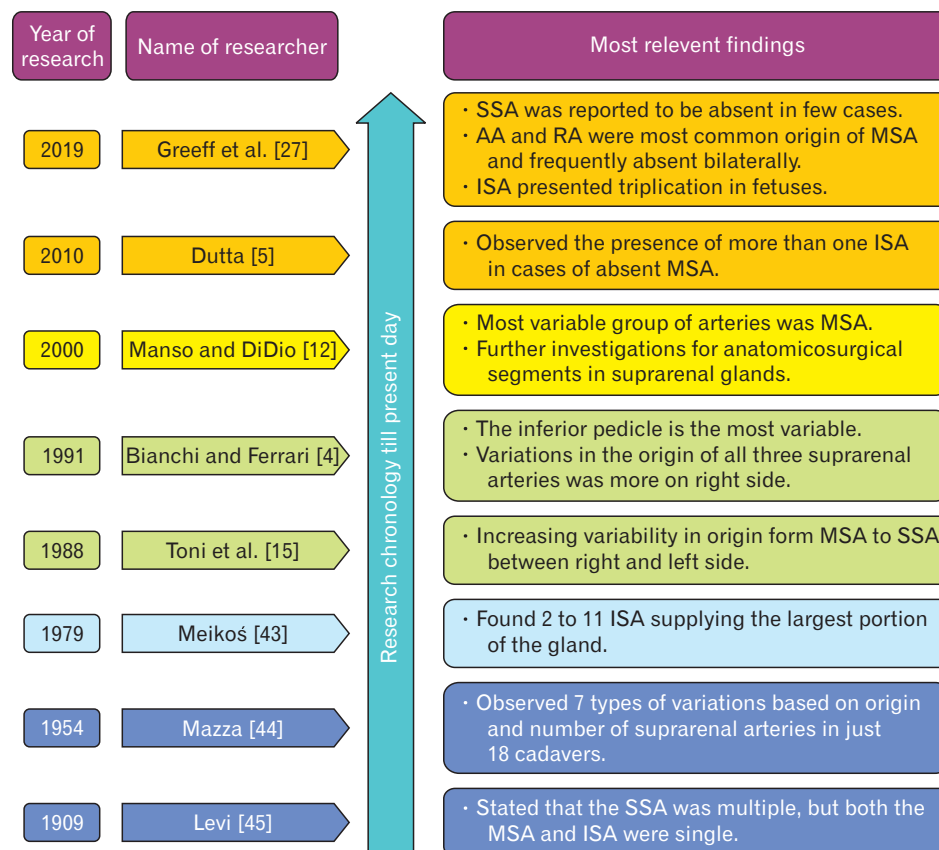 Year of
research
Name of researcher
Most relevent findings
2019
Greeff et al. [27]
· SSA was reported to be absent in few cases.
· AA and RA were most common origin of MSA
and frequently absent bilaterally.
· ISA presented triplication in fetuses.
2010
Dutta [5]
· Observed the presence of more than one ISA
in cases of absent MSA.
2000
Manso and DiDio [12]
· Most variable group of arteries was MSA.
· Further investigations for anatomicosurgical
segments in suprarenal glands.
1991
Bianchi and Ferrari [4]
· The inferior pedicle is the most variable.
· Variations in the origin of all three suprarenal
arteries was more on right side.
1988
Toni et al. [15]
· Increasing variability in origin form MSA to SSA
between right and left side.
1979
Meikoś [43]
· Found 2 to 11 ISA supplying the largest portion
of the gland.
1954
Mazza [44]
· Observed 7 types of variations based on origin
and number of suprarenal arteries in just
18 cadavers.
1909
Levi [45]
· Stated that the SSA was multiple, but both the
MSA and ISA were single.
Research chronology till present day